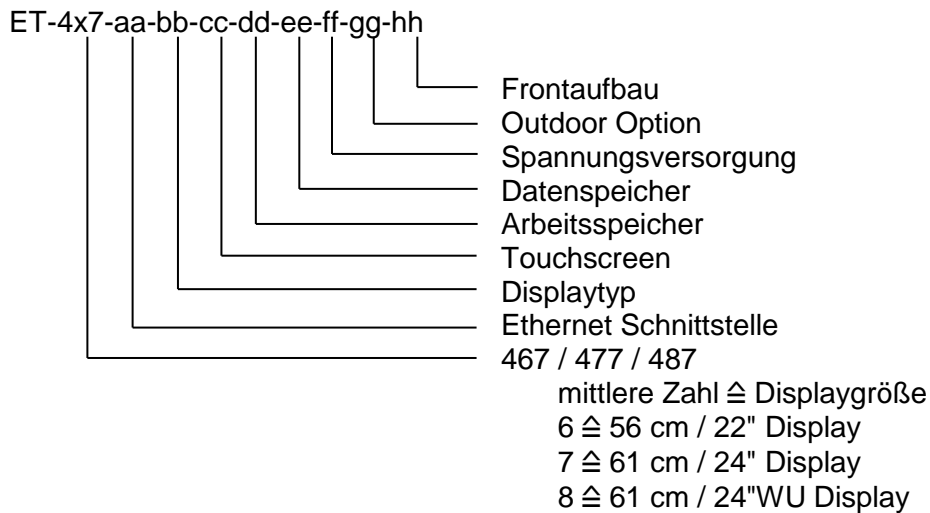 ET-4x7-aa-bb-cc-dd-ee-ff-gg-hh
Frontaufbau
Outdoor Option
Spannungsversorgung
Datenspeicher
Arbeitsspeicher
Touchscreen
Displaytyp
Ethernet Schnittstelle
467 / 477 / 487
mittlere Zahl ≙ Displaygröße
6 ≙ 56 cm / 22" Display
7 ≙ 61 cm / 24" Display
8 ≙ 61 cm / 24"WU Display